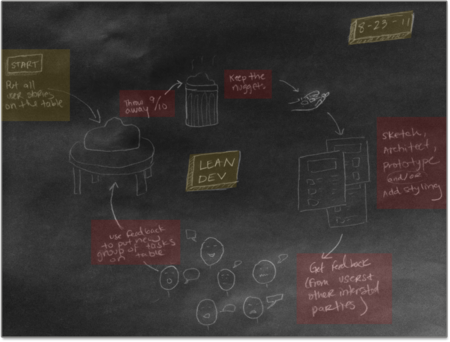 8-23-11
START
Put all
user stories
on the table
Throw
away 9/10
Keep the
nuggets
Sketch,
Architect,
Prototype
and/or
Add styling
LEAN
DEV
use feedback
to put new
group of tasks
on table
Get feedback
(from users &
other interstd
parties)